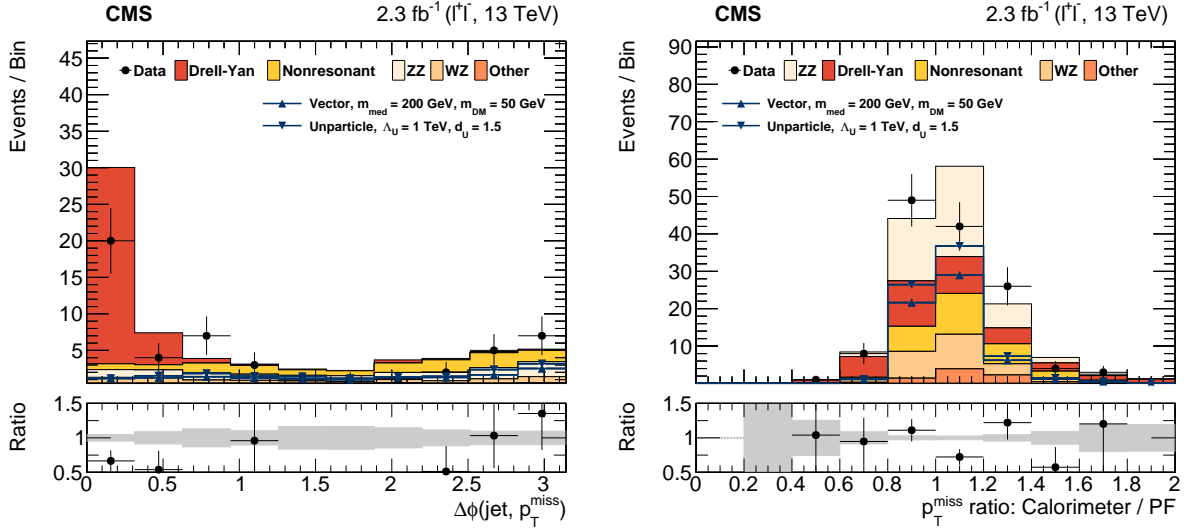 CMS 2.3 fb⁻¹ (l⁺l⁻, 13 TeV)
Events / Bin
45
40
35
30
25
20
15
10
5
Data Drell-Yan Nonresonant ZZ WZ Other
Vector, m_med = 200 GeV, m_DM = 50 GeV
Unparticle, Λ_U = 1 TeV, d_U = 1.5
Ratio
1.5
1
0.5
0 0.5 1 1.5 2 2.5 3
Δϕ(jet, p_T^miss)
CMS 2.3 fb⁻¹ (l⁺l⁻, 13 TeV)
Events / Bin
90
80
70
60
50
40
30
20
10
Data ZZ Drell-Yan Nonresonant WZ Other
Vector, m_med = 200 GeV, m_DM = 50 GeV
Unparticle, Λ_U = 1 TeV, d_U = 1.5
Ratio
1.5
1
0.5
0 0.2 0.4 0.6 0.8 1 1.2 1.4 1.6 1.8 2
p_T^miss ratio: Calorimeter / PF